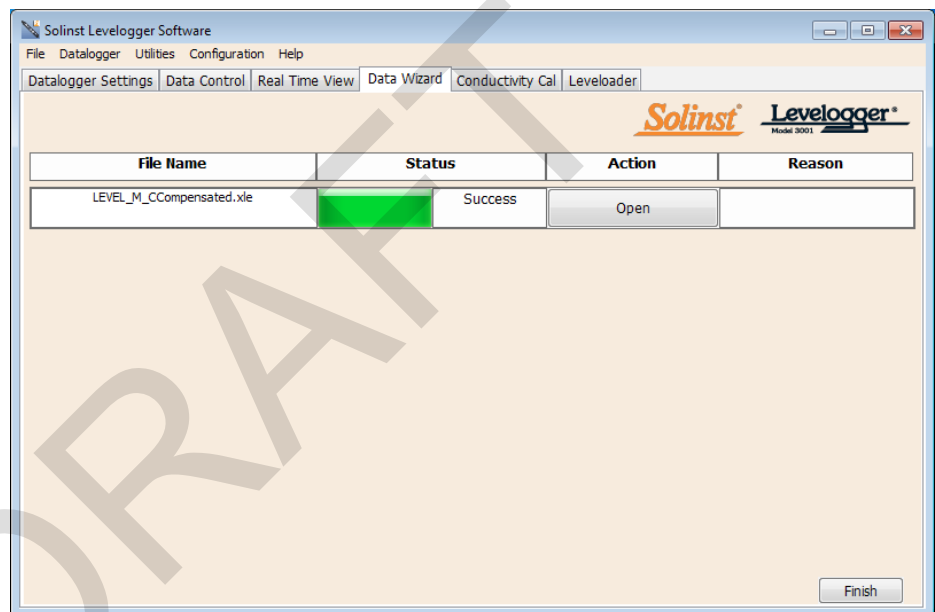 Solinst Levelogger Software
File Datalogger Utilities Configuration Help
Datalogger Settings Data Control Real Time View Data Wizard Conductivity Cal Leveloader
Solinst Levelogger®
Model 3001
File Name Status Action Reason
LEVEL_M_CCompensated.xle Success Open
Finish
DRAFT